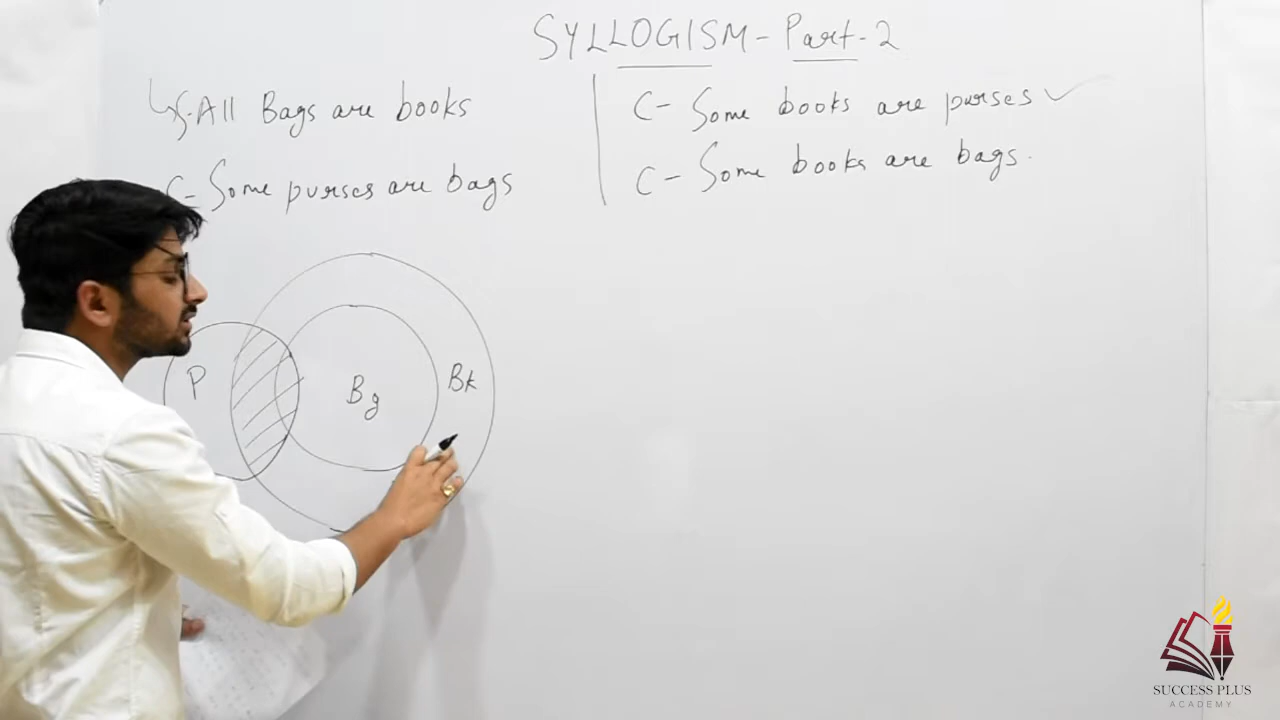 SYLLOGISM - Part - 2
S - All Bags are books
C - Some purses are bags
C - Some books are purses ✓
C - Some books are bags.
P
Bg
Bk
SUCCESS PLUS
ACADEMY